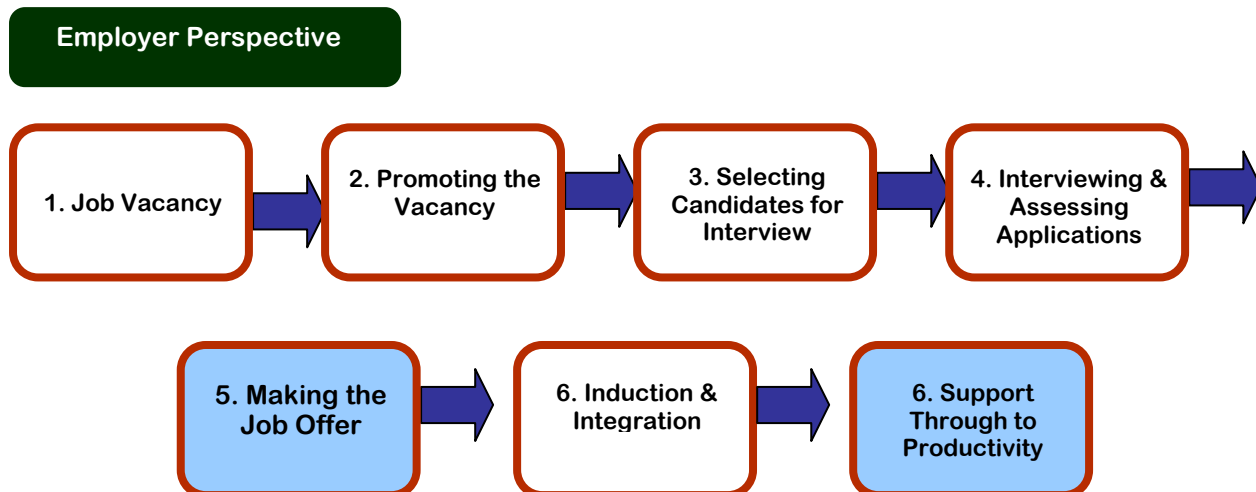 Employer Perspective
1. Job Vacancy
2. Promoting the
Vacancy
3. Selecting
Candidates for
Interview
4. Interviewing &
Assessing
Applications
5. Making the
Job Offer
6. Induction &
Integration
6. Support
Through to
Productivity